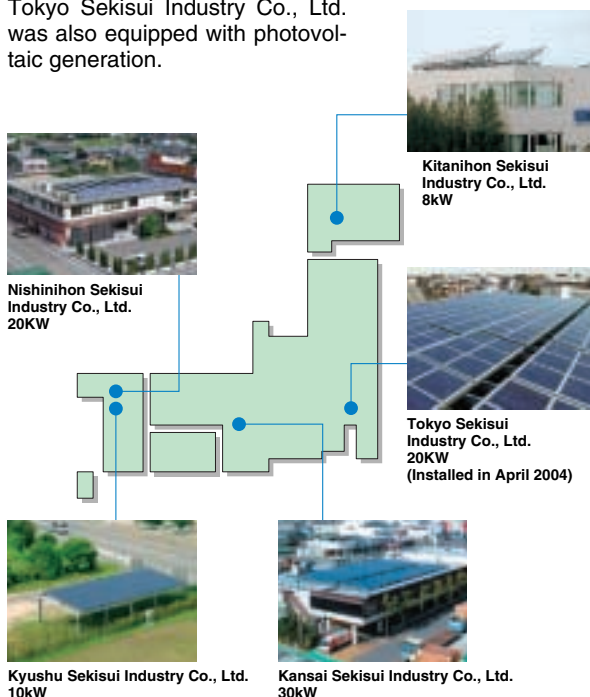 Tokyo Sekisui Industry Co., Ltd.
was also equipped with photovol-
taic generation.
Kitanihon Sekisui
Industry Co., Ltd.
8kW
Nishinihon Sekisui
Industry Co., Ltd.
20KW
Tokyo Sekisui
Industry Co., Ltd.
20KW
(Installed in April 2004)
Kyushu Sekisui Industry Co., Ltd.
10kW
Kansai Sekisui Industry Co., Ltd.
30kW